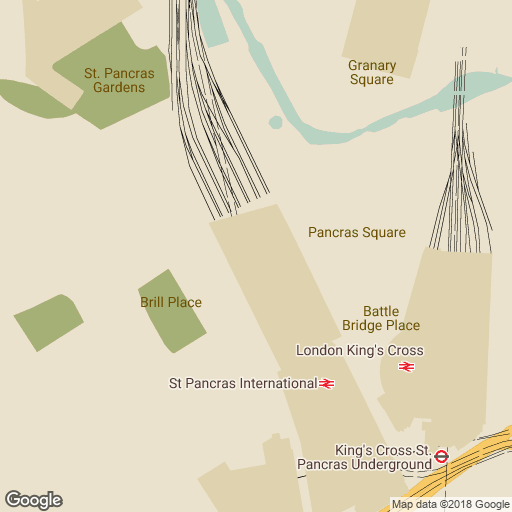 St. Pancras
Gardens
Granary
Square
Pancras Square
Brill Place
Battle
Bridge Place
London King's Cross
St Pancras International
King's Cross St.
Pancras Underground
Google
Map data ©2018 Google